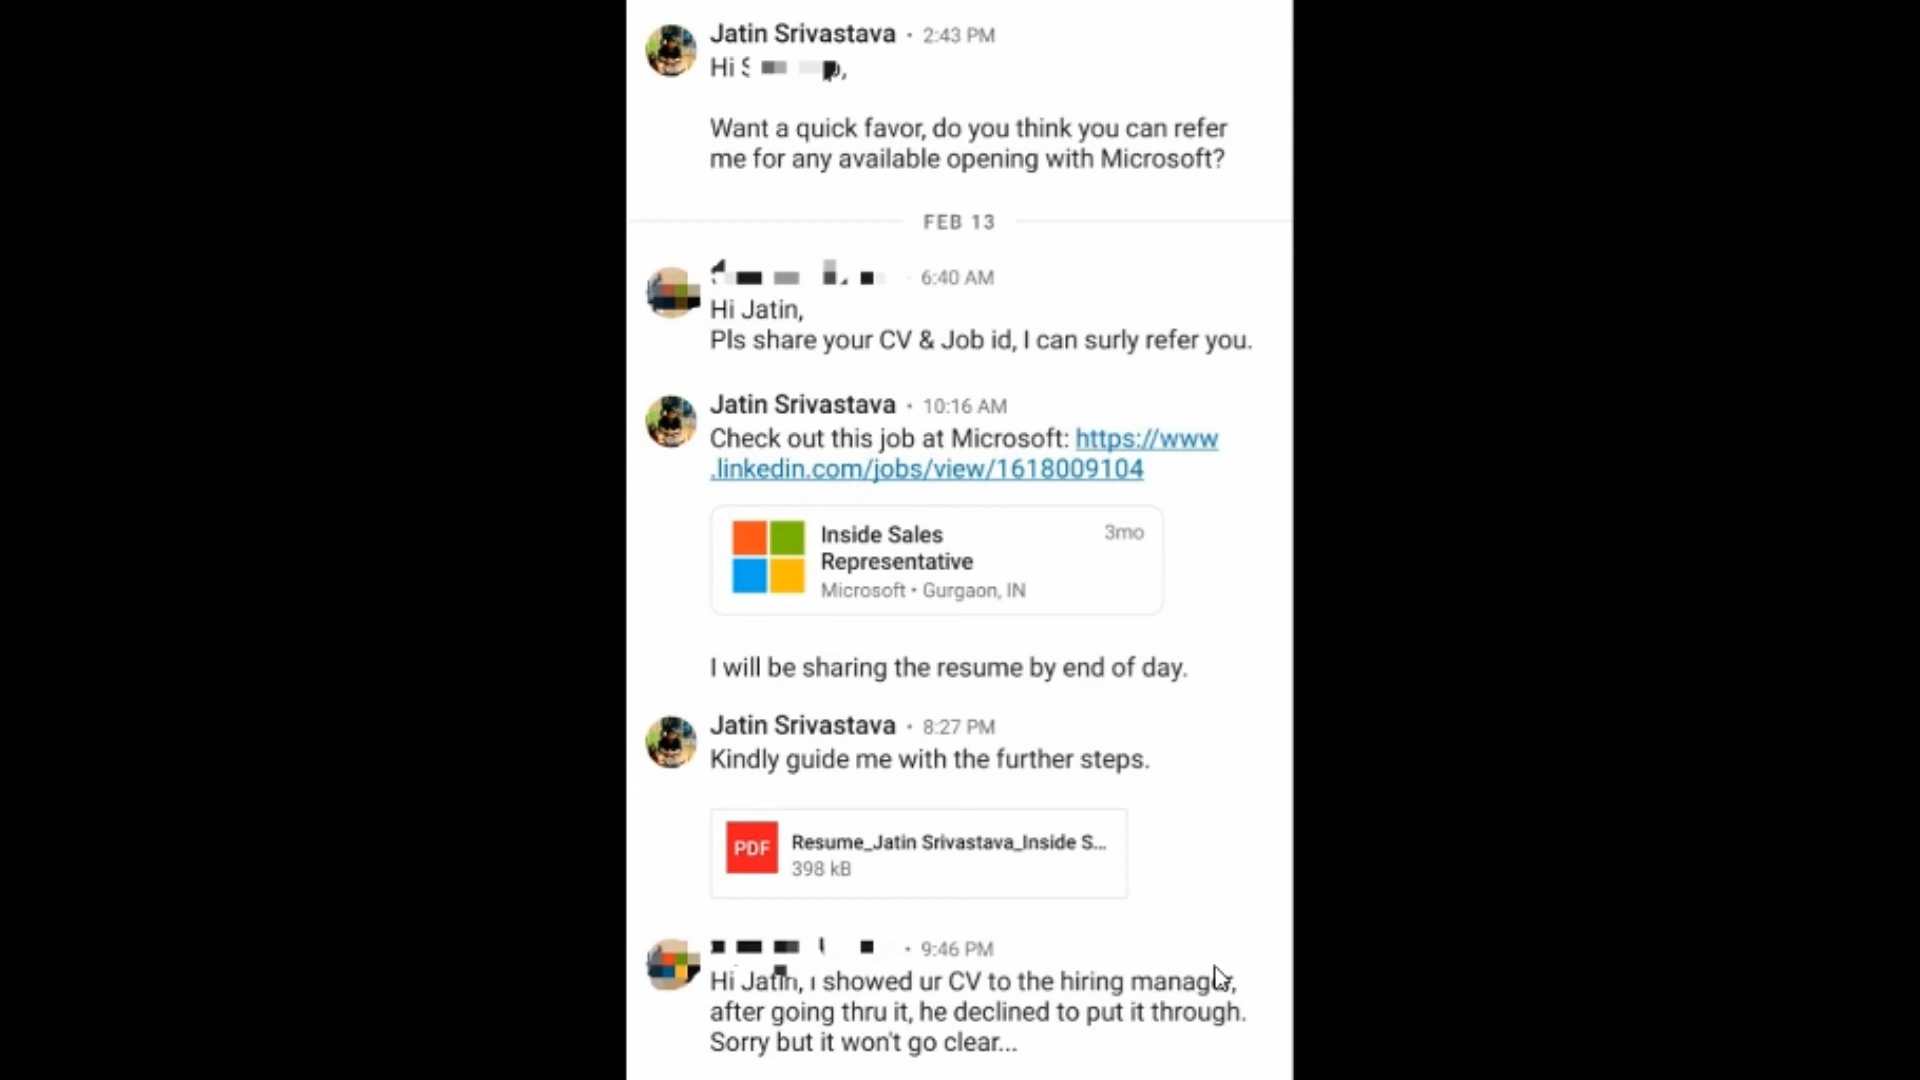 Jatin Srivastava • 2:43 PM
Hi
Want a quick favor, do you think you can refer
me for any available opening with Microsoft?
FEB 13
6:40 AM
Hi Jatin,
Pls share your CV & Job id, I can surly refer you.
Jatin Srivastava • 10:16 AM
Check out this job at Microsoft: https://www
.linkedin.com/jobs/view/1618009104
Inside Sales 3mo
Representative
Microsoft • Gurgaon, IN
I will be sharing the resume by end of day.
Jatin Srivastava • 8:27 PM
Kindly guide me with the further steps.
PDF
Resume_Jatin Srivastava_Inside S...
398 kB
• 9:46 PM
Hi Jatin, i showed ur CV to the hiring manager,
after going thru it, he declined to put it through.
Sorry but it won't go clear...